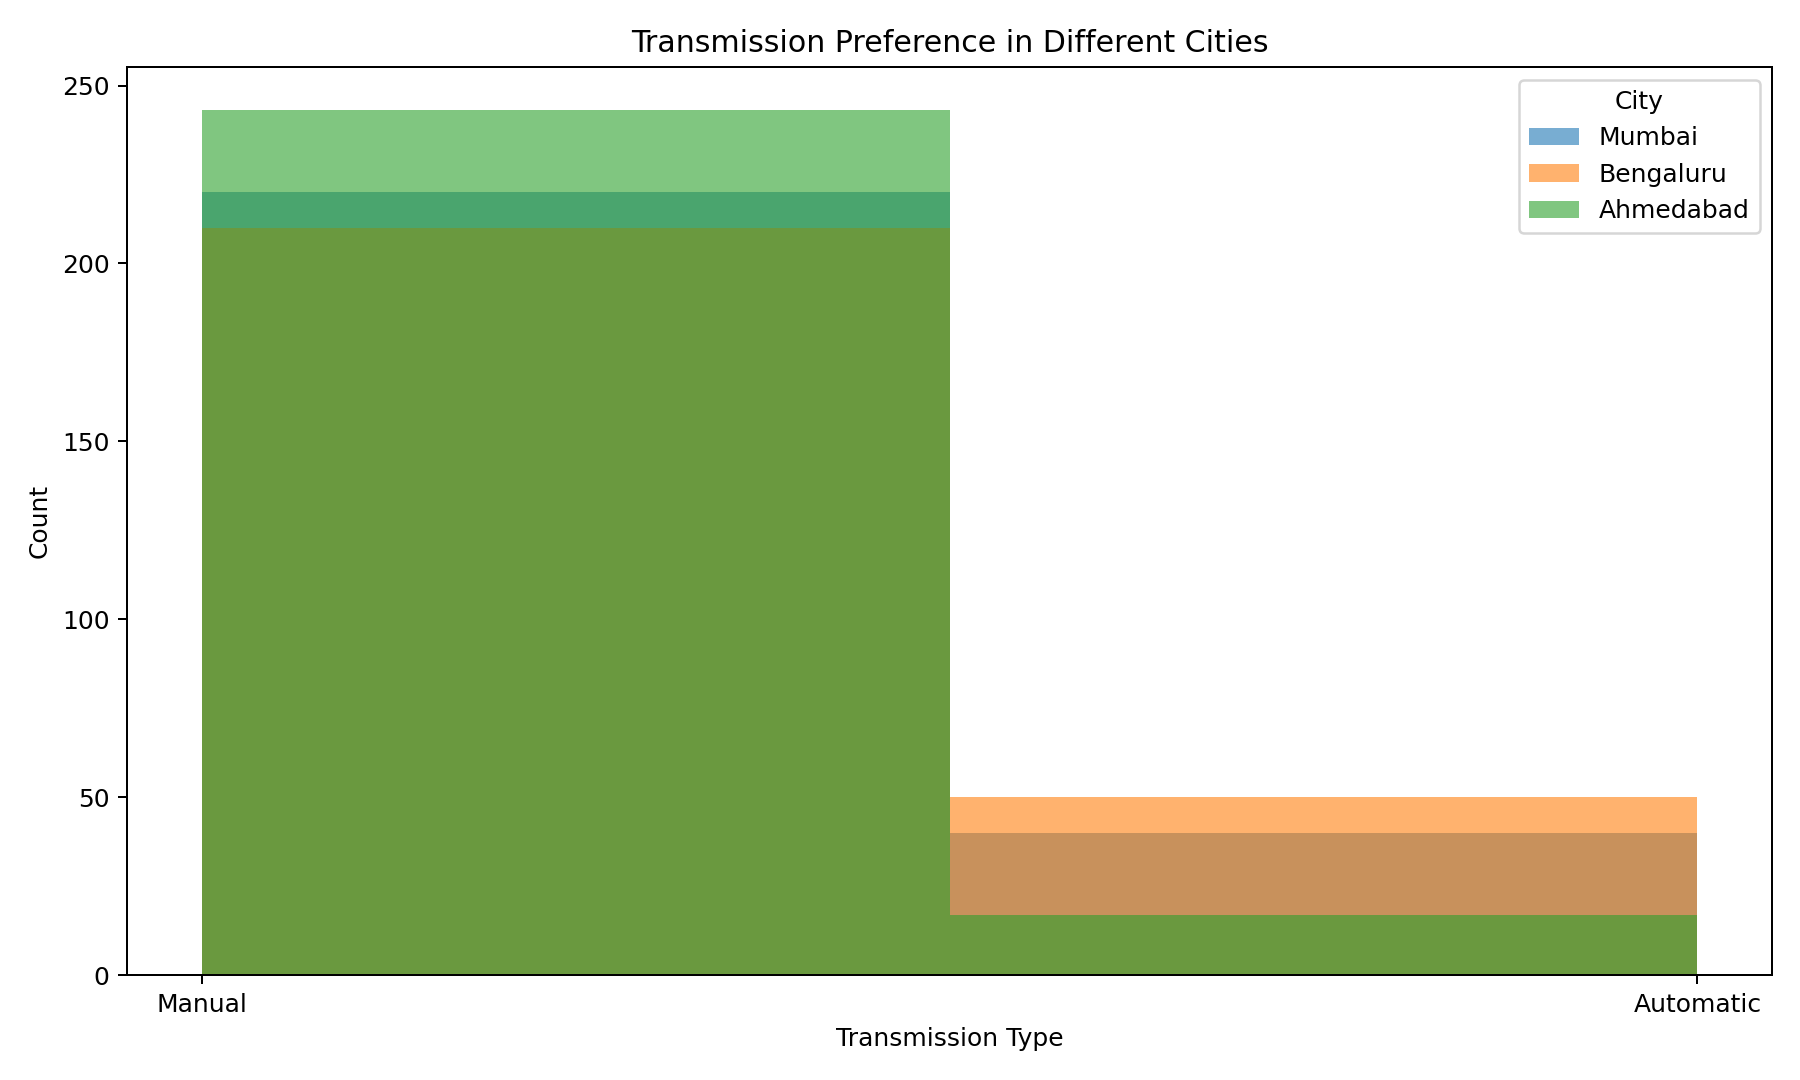 Transmission Preference in Different Cities
City
Mumbai
Bengaluru
Ahmedabad
250
200
150
100
50
0
Count
Manual
Automatic
Transmission Type